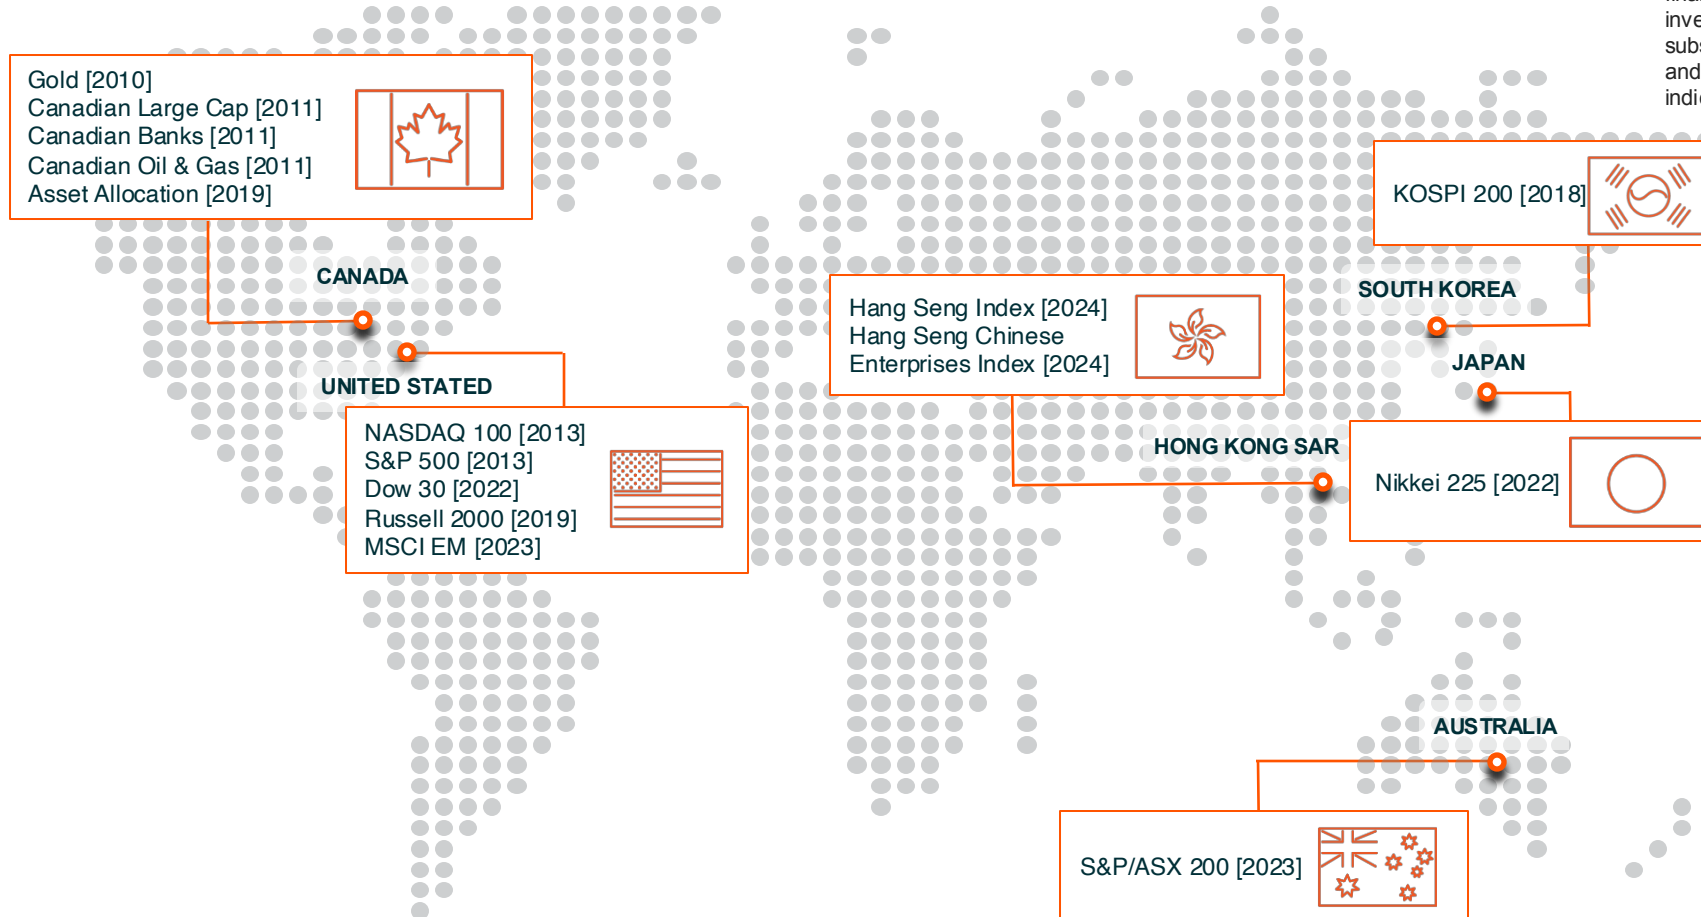 Gold [2010]
Canadian Large Cap [2011]
Canadian Banks [2011]
Canadian Oil & Gas [2011]
Asset Allocation [2019]
CANADA
UNITED STATED
NASDAQ 100 [2013]
S&P 500 [2013]
Dow 30 [2022]
Russell 2000 [2019]
MSCI EM [2023]
Hang Seng Index [2024]
Hang Seng Chinese
Enterprises Index [2024]
HONG KONG SAR
KOSPI 200 [2018]
SOUTH KOREA
JAPAN
Nikkei 225 [2022]
AUSTRALIA
S&P/ASX 200 [2023]
and